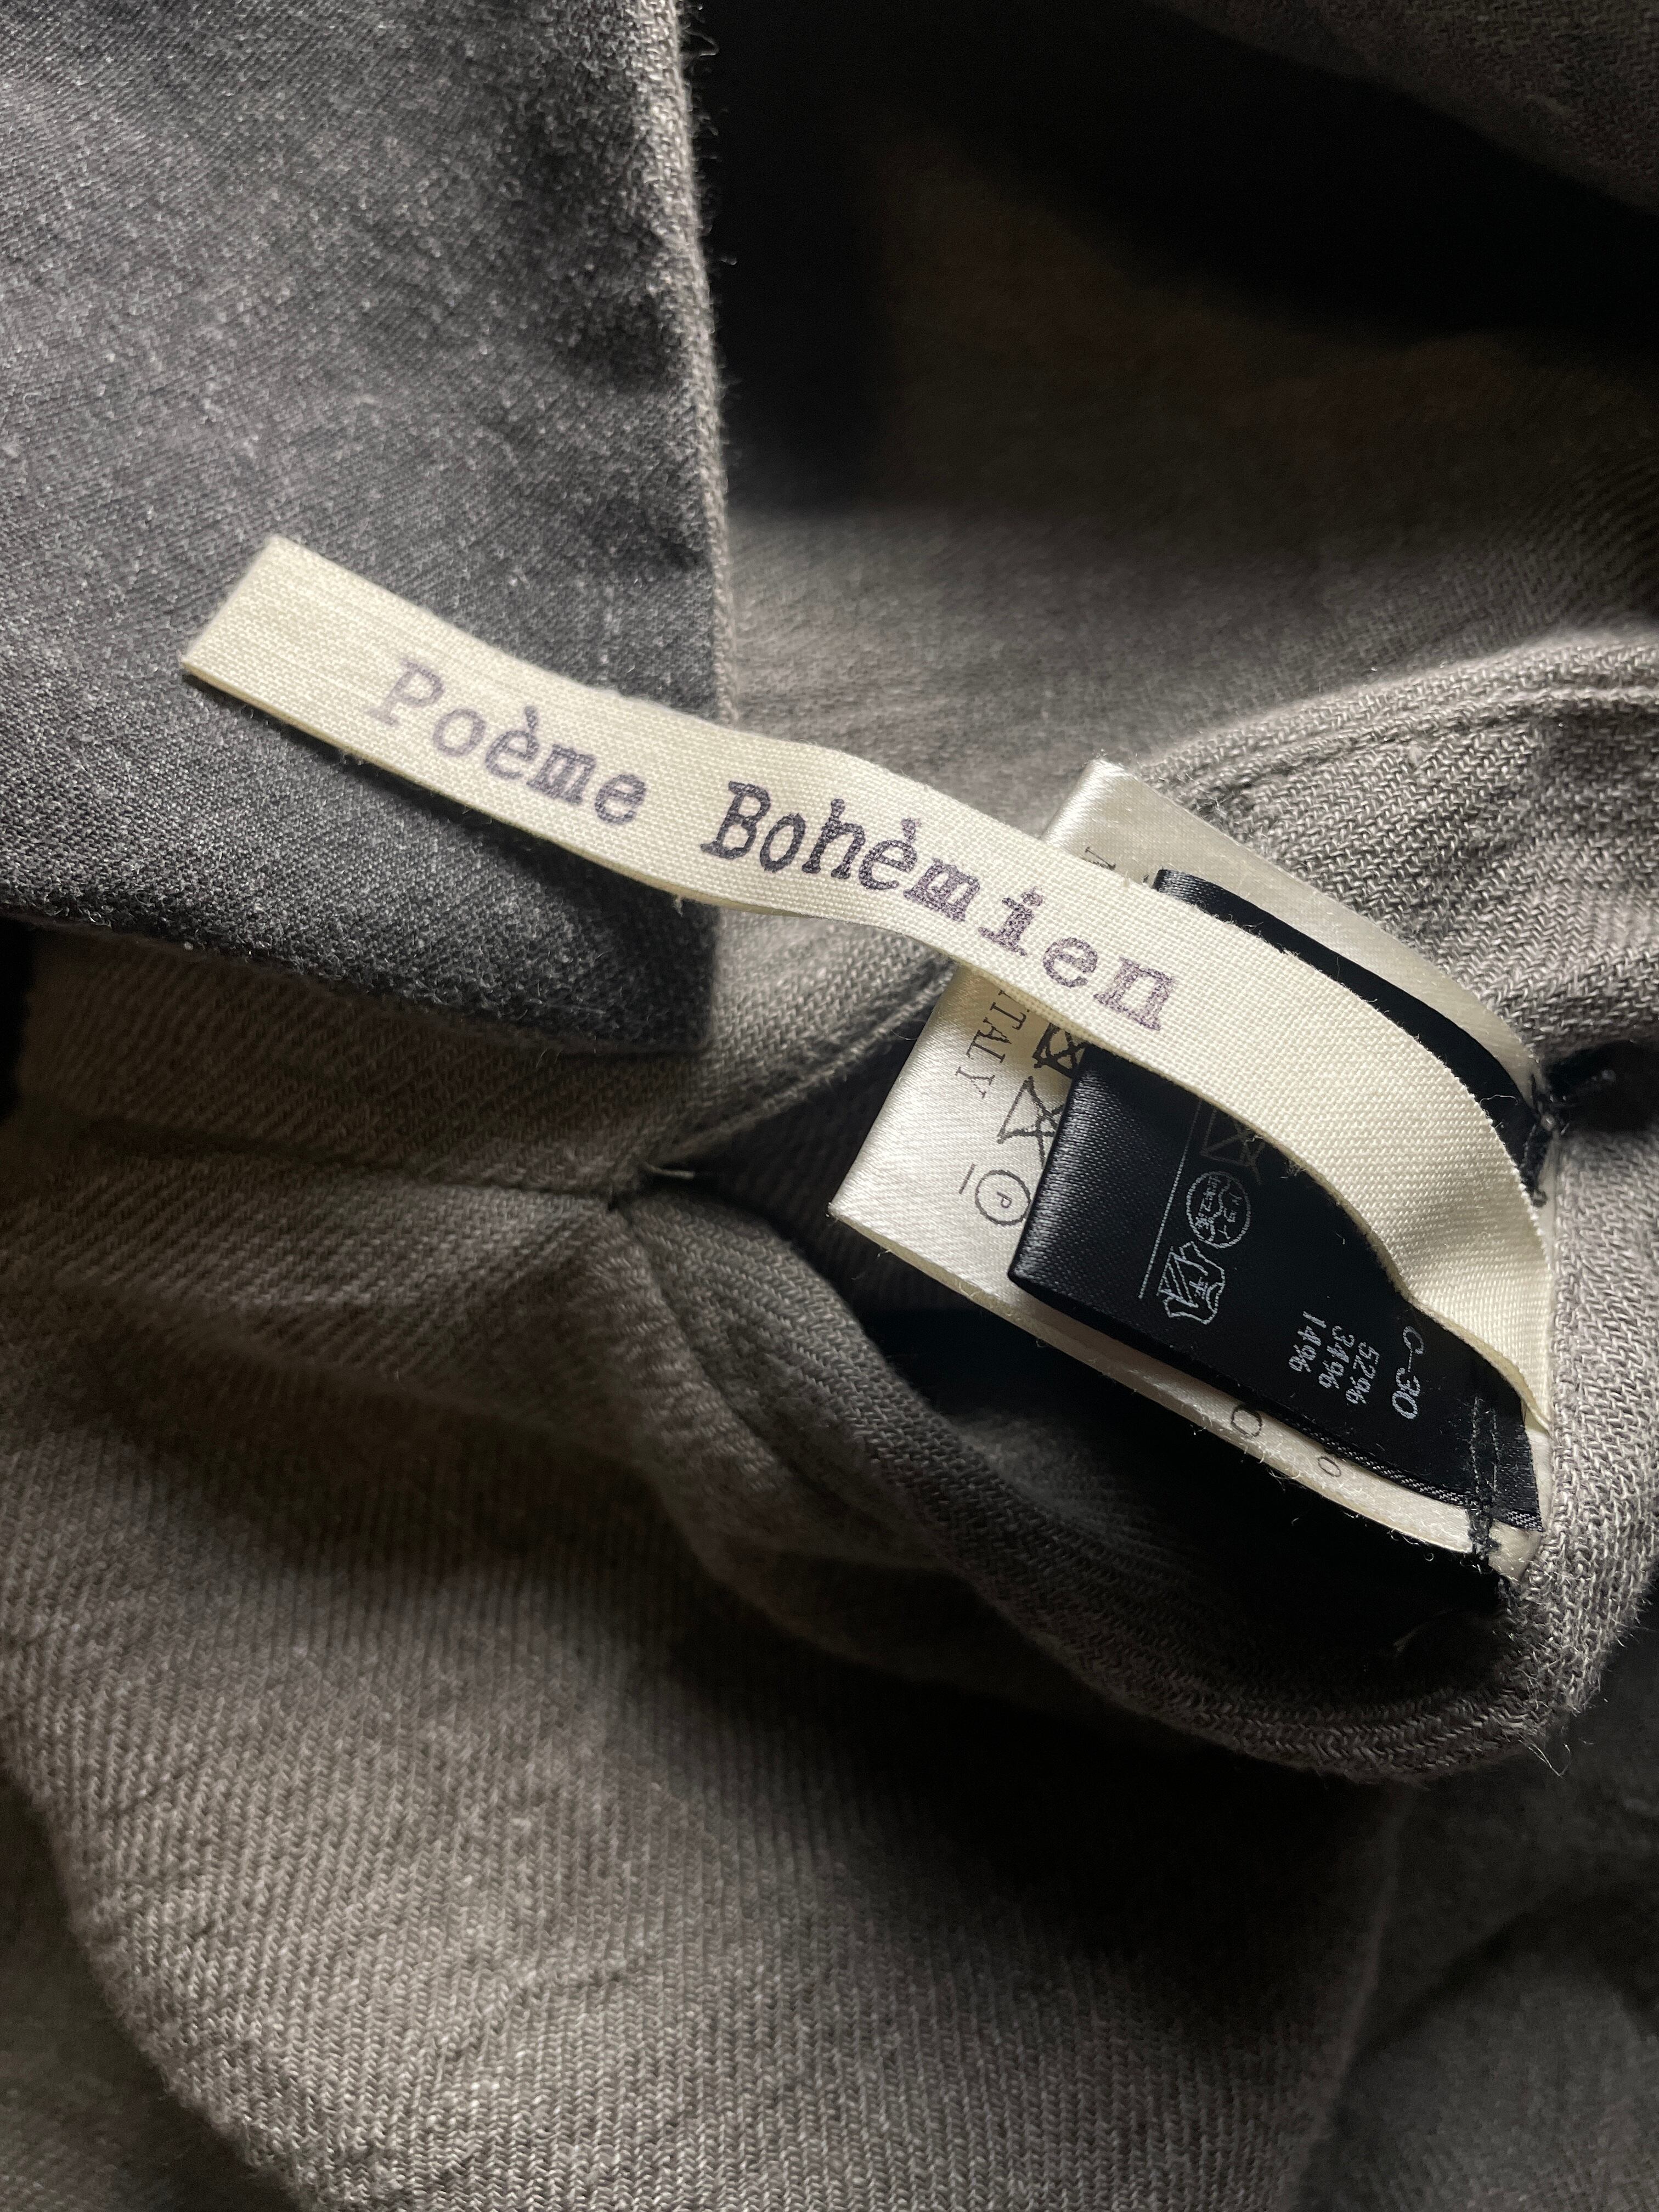 Poème Bohèmien
ITALY
P
C-30
52%
34%
14%